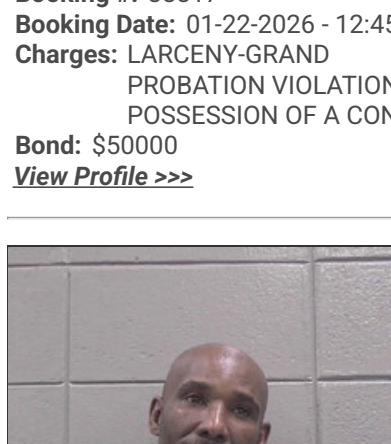 Booking Date: 01-22-2026 - 12:45
Charges: LARCENY-GRAND
PROBATION VIOLATION
POSSESSION OF A CON
Bond: $50000
View Profile >>>